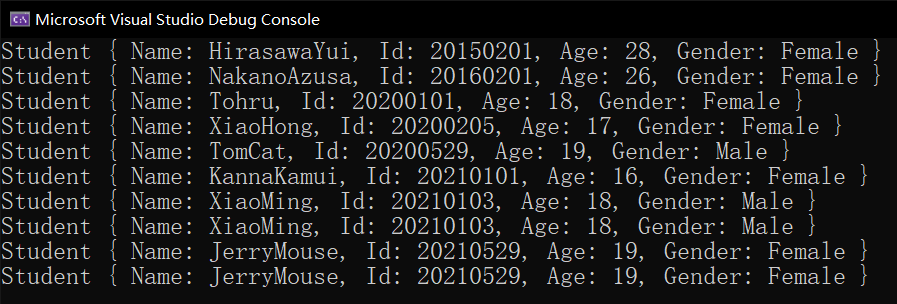 Microsoft Visual Studio Debug Console
Student { Name: HirasawaYui, Id: 20150201, Age: 28, Gender: Female }
Student { Name: NakanoAzusa, Id: 20160201, Age: 26, Gender: Female }
Student { Name: Tohru, Id: 20200101, Age: 18, Gender: Female }
Student { Name: XiaoHong, Id: 20200205, Age: 17, Gender: Female }
Student { Name: TomCat, Id: 20200529, Age: 19, Gender: Male }
Student { Name: KannaKamui, Id: 20210101, Age: 16, Gender: Female }
Student { Name: XiaoMing, Id: 20210103, Age: 18, Gender: Male }
Student { Name: XiaoMing, Id: 20210103, Age: 18, Gender: Male }
Student { Name: JerryMouse, Id: 20210529, Age: 19, Gender: Female }
Student { Name: JerryMouse, Id: 20210529, Age: 19, Gender: Female }